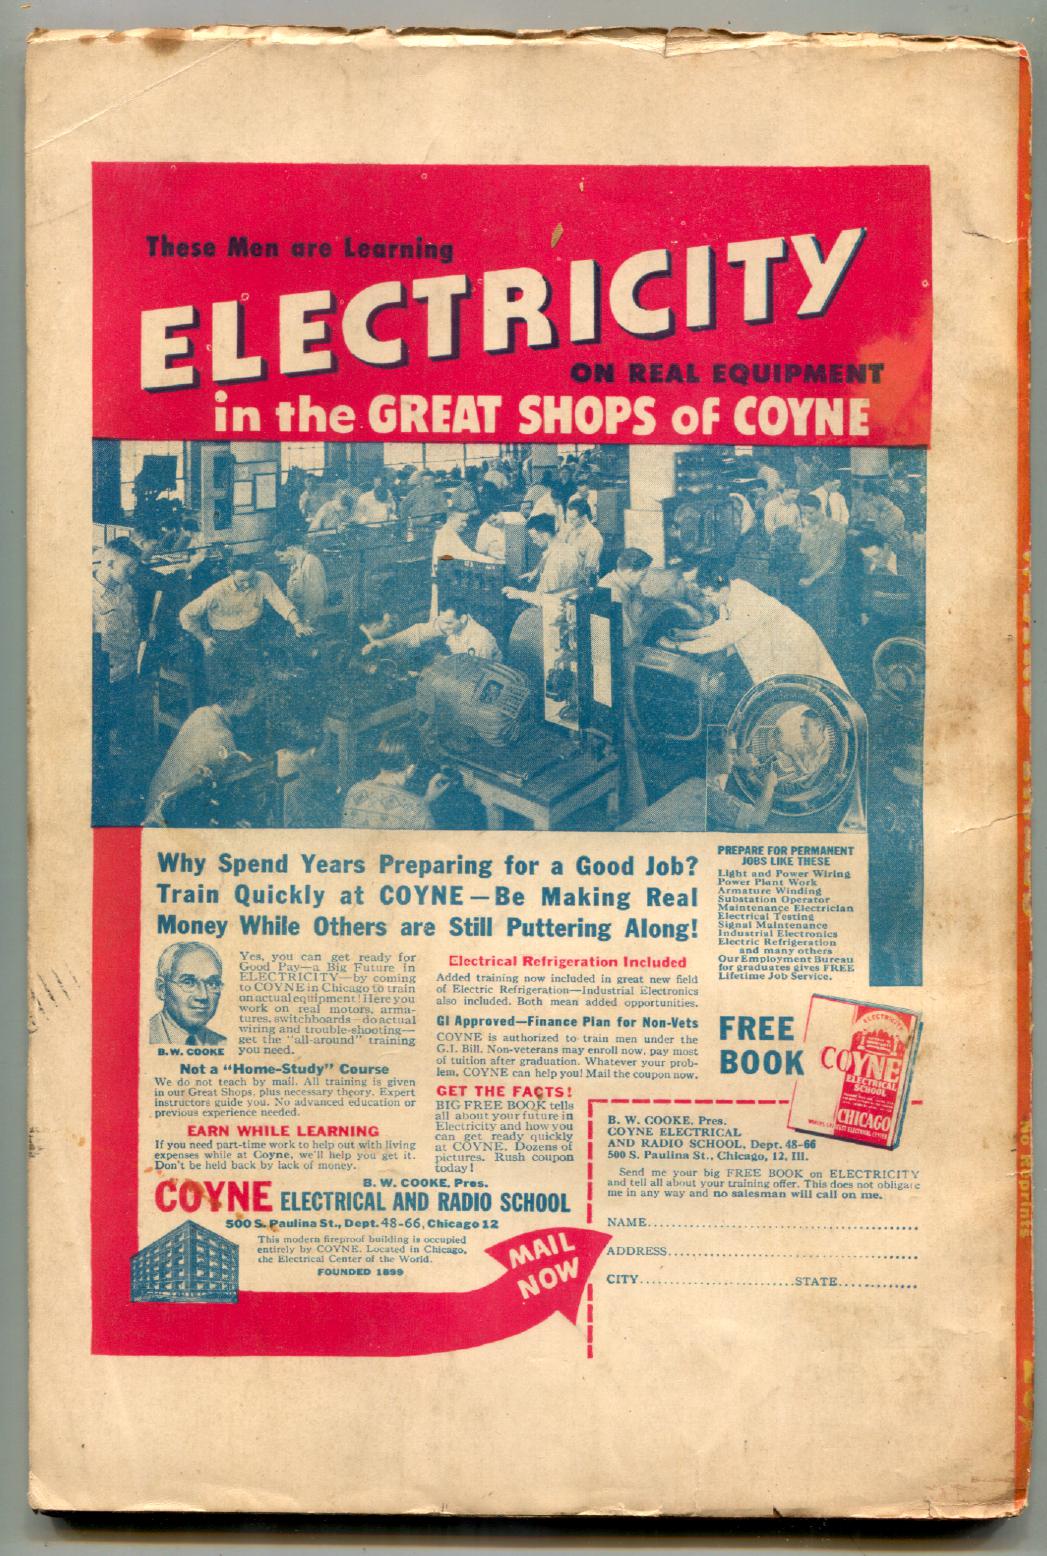 These Men are Learning
ELECTRICITY
ON REAL EQUIPMENT
in the GREAT SHOPS of COYNE
Why Spend Years Preparing for a Good Job?
Train Quickly at COYNE—Be Making Real
Money While Others are Still Puttering Along!
PREPARE FOR PERMANENT
JOBS LIKE THESE
Light and Power Wiring
Power Plant Work
Armature Winding
Substation Operator
Maintenance Electrician
Electrical Testing
Signal Maintenance
Industrial Electronics
Electric Refrigeration
and many others
Our Employment Bureau
for graduates gives FREE
Lifetime Job Service.
B.W. COOKE
Yes, you can get ready for
Good Pay—a Big Future in
ELECTRICITY—by coming
to COYNE in Chicago to train
on actual equipment! Here you
work on real motors, arma-
tures, switchboards—do actual
wiring and trouble-shooting—
get the "all-around" training
you need.
Not a "Home-Study" Course
We do not teach by mail. All training is given
in our Great Shops, plus necessary theory. Expert
instructors guide you. No advanced education or
previous experience needed.
EARN WHILE LEARNING
If you need part-time work to help out with living
expenses while at Coyne, we'll help you get it.
Don't be held back by lack of money.
Electrical Refrigeration Included
Added training now included in great new field
of Electric Refrigeration—Industrial Electronics
also included. Both mean added opportunities.
GI Approved—Finance Plan for Non-Vets
COYNE is authorized to train men under the
G.I. Bill. Non-veterans may enroll now, pay most
of tuition after graduation. Whatever your prob-
lem, COYNE can help you! Mail the coupon now.
GET THE FACTS!
BIG FREE BOOK tells
all about your future in
Electricity and how you
can get ready quickly
at COYNE. Dozens of
pictures. Rush coupon
today!
B. W. COOKE, Pres.
COYNE ELECTRICAL AND RADIO SCHOOL
500 S. Paulina St., Dept. 48-66, Chicago 12
This modern fireproof building is occupied
entirely by COYNE. Located in Chicago,
the Electrical Center of the World.
FOUNDED 1899
MAIL
NOW
FREE
BOOK
ELECTRICITY
COYNE
ELECTRICAL
SCHOOL
CHICAGO
B. W. COOKE, Pres.
COYNE ELECTRICAL
AND RADIO SCHOOL, Dept. 48-66
500 S. Paulina St., Chicago, 12, Ill.
Send me your big FREE BOOK on ELECTRICITY
and tell all about your training offer. This does not obligate
me in any way and no salesman will call on me.
NAME
ADDRESS
CITY STATE
No Reprints